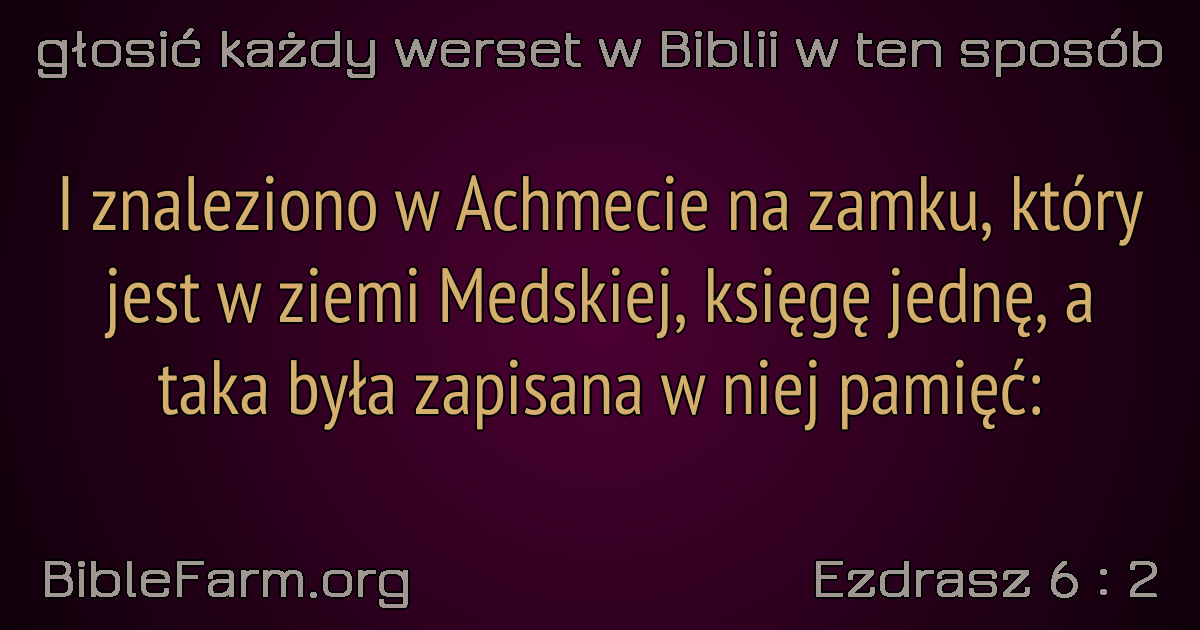 głosić każdy werset w Biblii w ten sposób
I znaleziono w Achmecie na zamku, który
jest w ziemi Medskiej, księgę jednę, a
taka była zapisana w niej pamięć:
BibleFarm.org
Ezdrasz 6 : 2